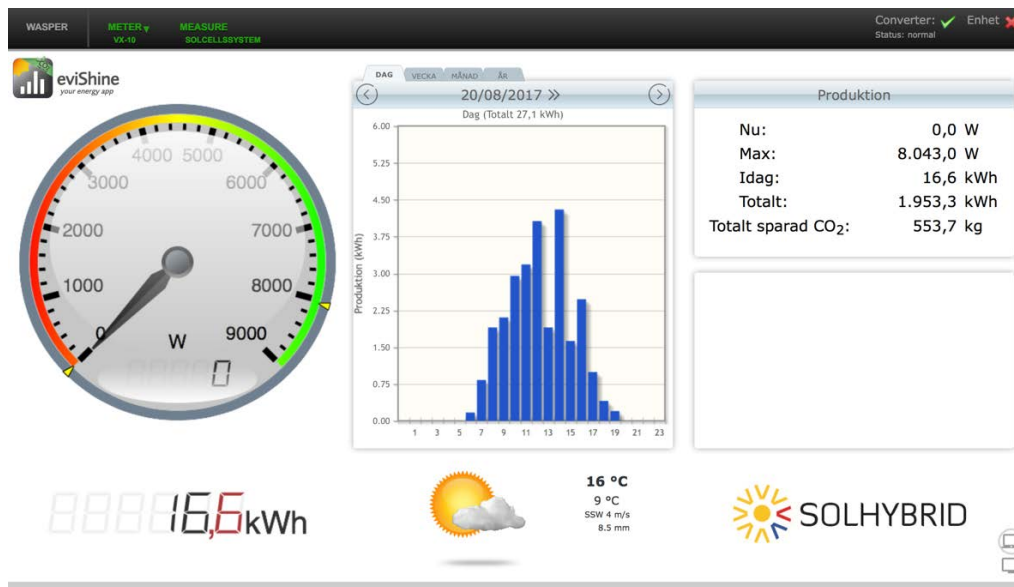 WASPER
METER
VX-10
MEASURE
SOLCELLSSYSTEM
Converter:
Status: normal
Enhet
eviShine
your energy app
0
1000
2000
3000
4000
5000
6000
7000
8000
9000
W
0
DAG
VECKA
MÅNAD
ÅR
20/08/2017 »
Dag (Totalt 27,1 kWh)
Produktion (kWh)
6.00
5.25
4.50
3.75
3.00
2.25
1.50
0.75
0.00
1 3 5 7 9 11 13 15 17 19 21 23
Produktion
Nu: 0,0 W
Max: 8.043,0 W
Idag: 16,6 kWh
Totalt: 1.953,3 kWh
Totalt sparad CO₂: 553,7 kg
16,6 kWh
16 °C
9 °C
SSW 4 m/s
8.5 mm
SOLHYBRID